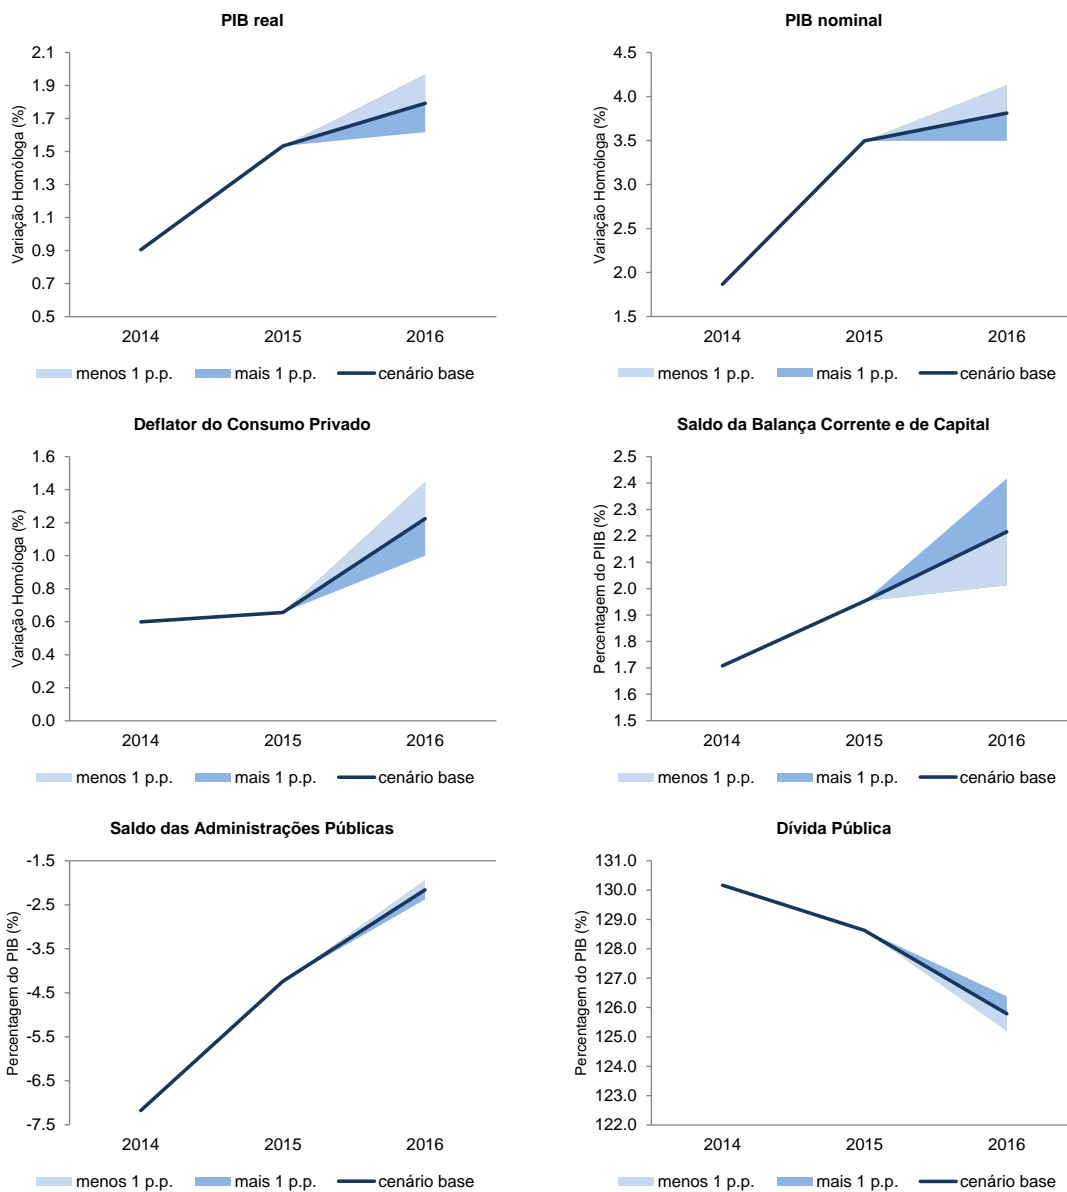 PIB real
Variação Homóloga (%)
2.1
1.9
1.7
1.5
1.3
1.1
0.9
0.7
0.5
2014 2015 2016
menos 1 p.p. mais 1 p.p. cenário base
PIB nominal
Variação Homóloga (%)
4.5
4.0
3.5
3.0
2.5
2.0
1.5
2014 2015 2016
menos 1 p.p. mais 1 p.p. cenário base
Deflator do Consumo Privado
Variação Homóloga (%)
1.6
1.4
1.2
1.0
0.8
0.6
0.4
0.2
0.0
2014 2015 2016
menos 1 p.p. mais 1 p.p. cenário base
Saldo da Balança Corrente e de Capital
Percentagem do PIIB (%)
2.5
2.4
2.3
2.2
2.1
2.0
1.9
1.8
1.7
1.6
1.5
2014 2015 2016
menos 1 p.p. mais 1 p.p. cenário base
Saldo das Administrações Públicas
Percentagem do PIB (%)
-1.5
-2.5
-3.5
-4.5
-5.5
-6.5
-7.5
2014 2015 2016
menos 1 p.p. mais 1 p.p. cenário base
Dívida Pública
Percentagem do PIB (%)
131.0
130.0
129.0
128.0
127.0
126.0
125.0
124.0
123.0
122.0
2014 2015 2016
menos 1 p.p. mais 1 p.p. cenário base